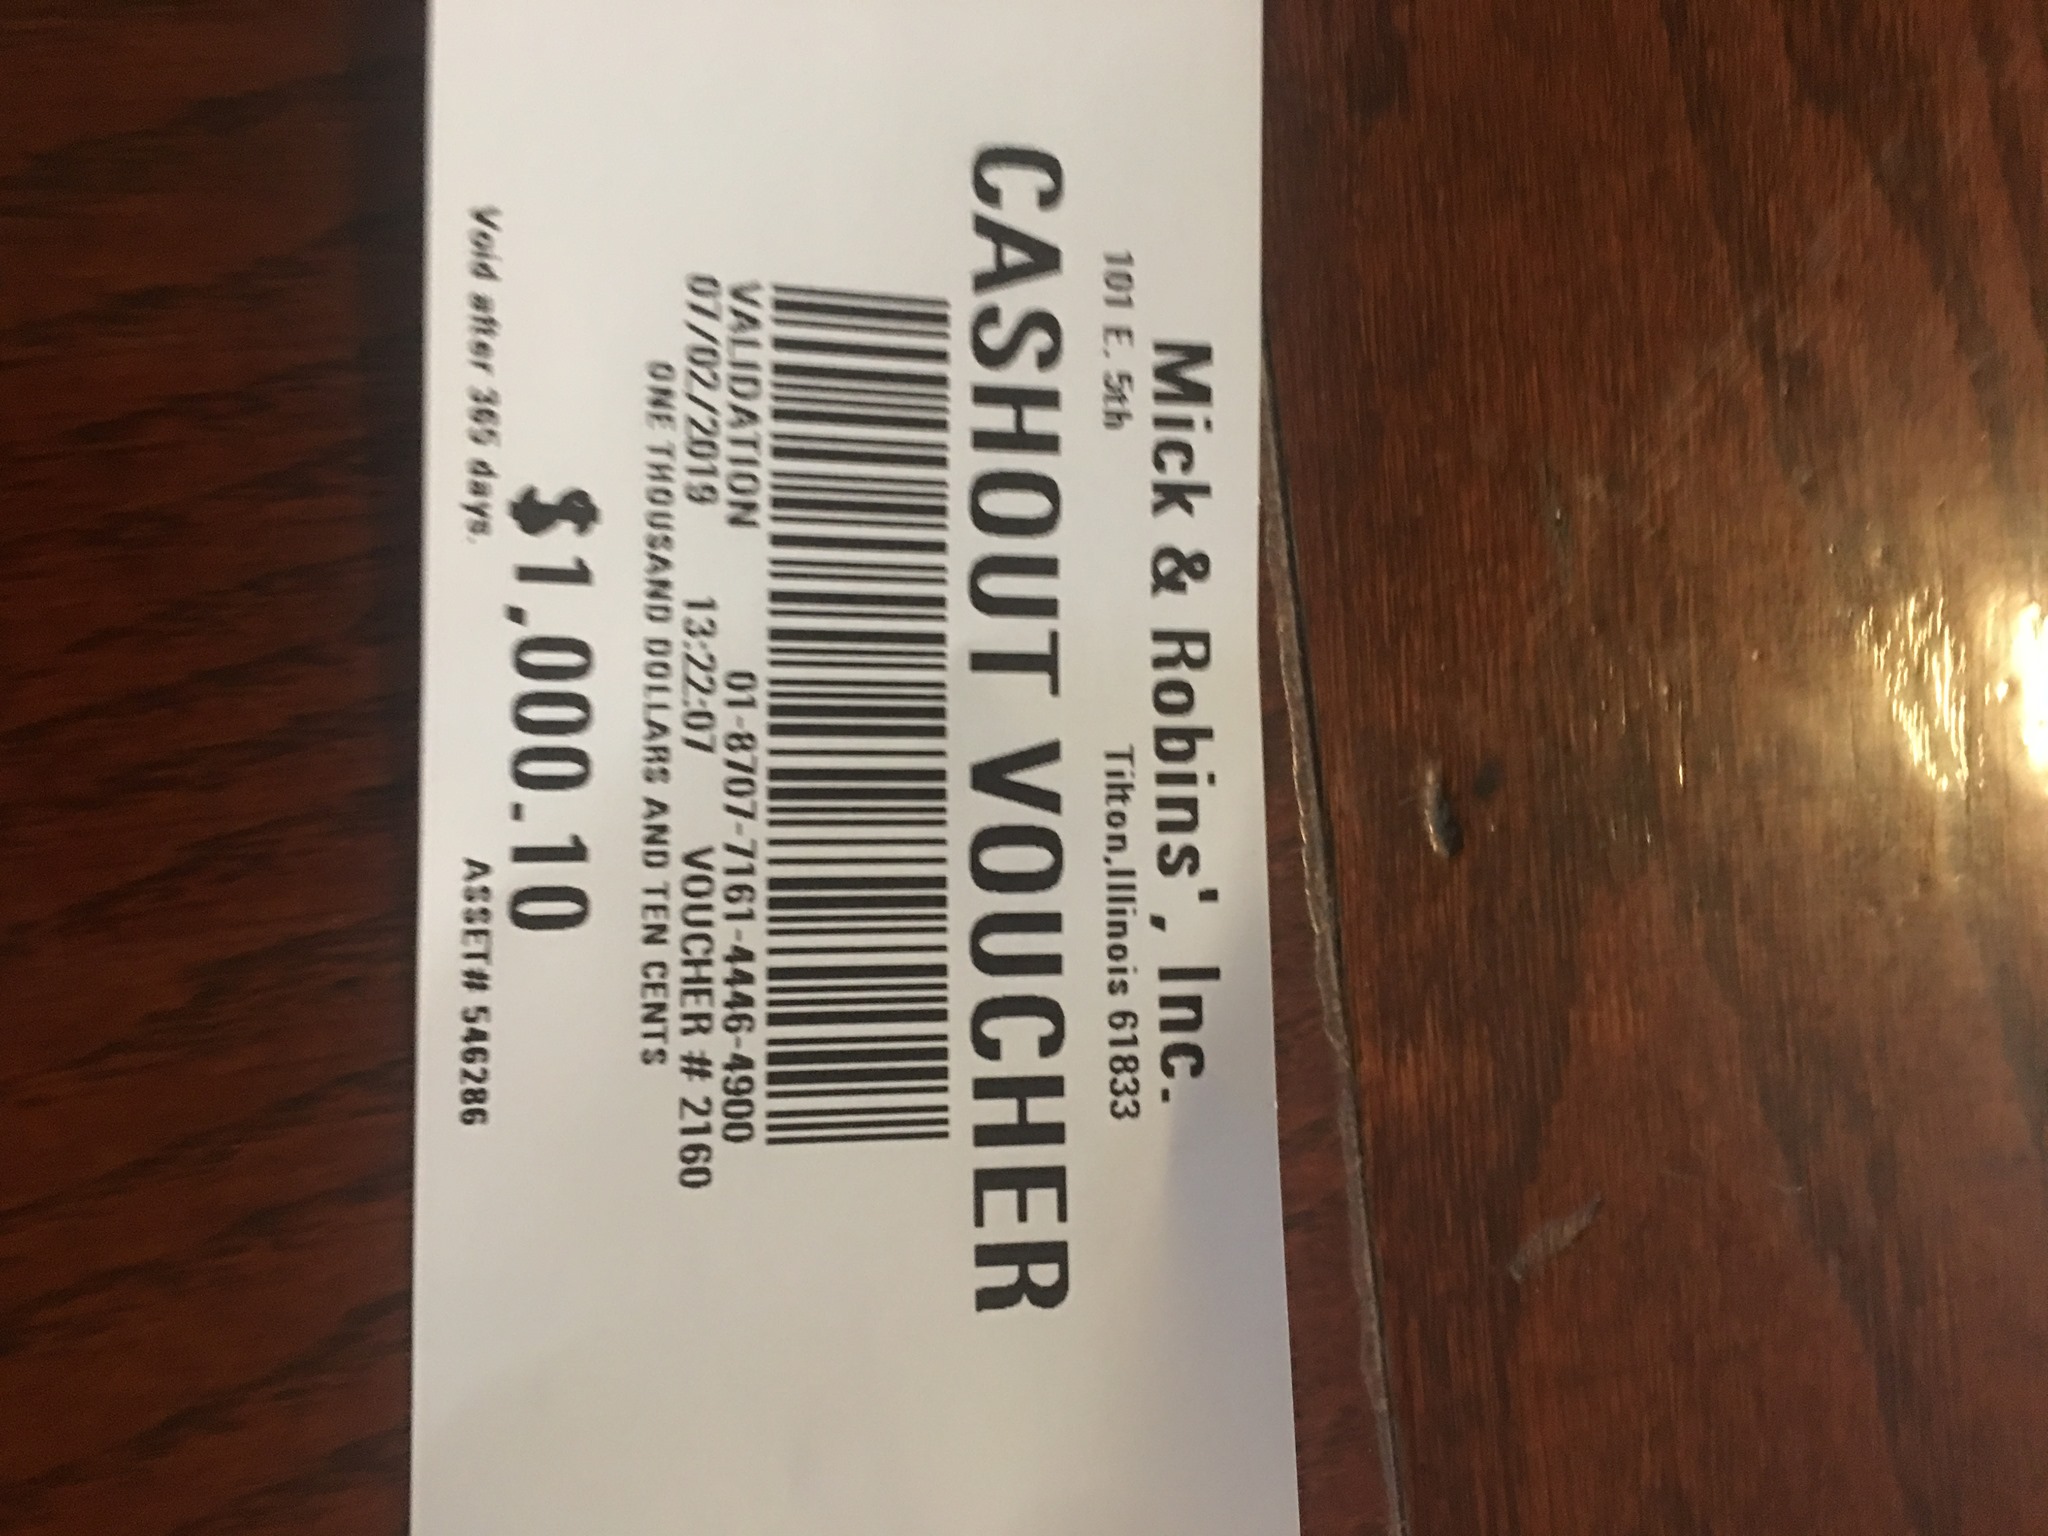 Mick & Robins', Inc.
101 E. 5th Tilton,Illinois 61833
CASHOUT VOUCHER
VALIDATION 01-8707-7161-4446-4900
07/02/2019 13:22:07 VOUCHER # 2160
ONE THOUSAND DOLLARS AND TEN CENTS
$1,000.10
Void after 365 days. ASSET# 546286